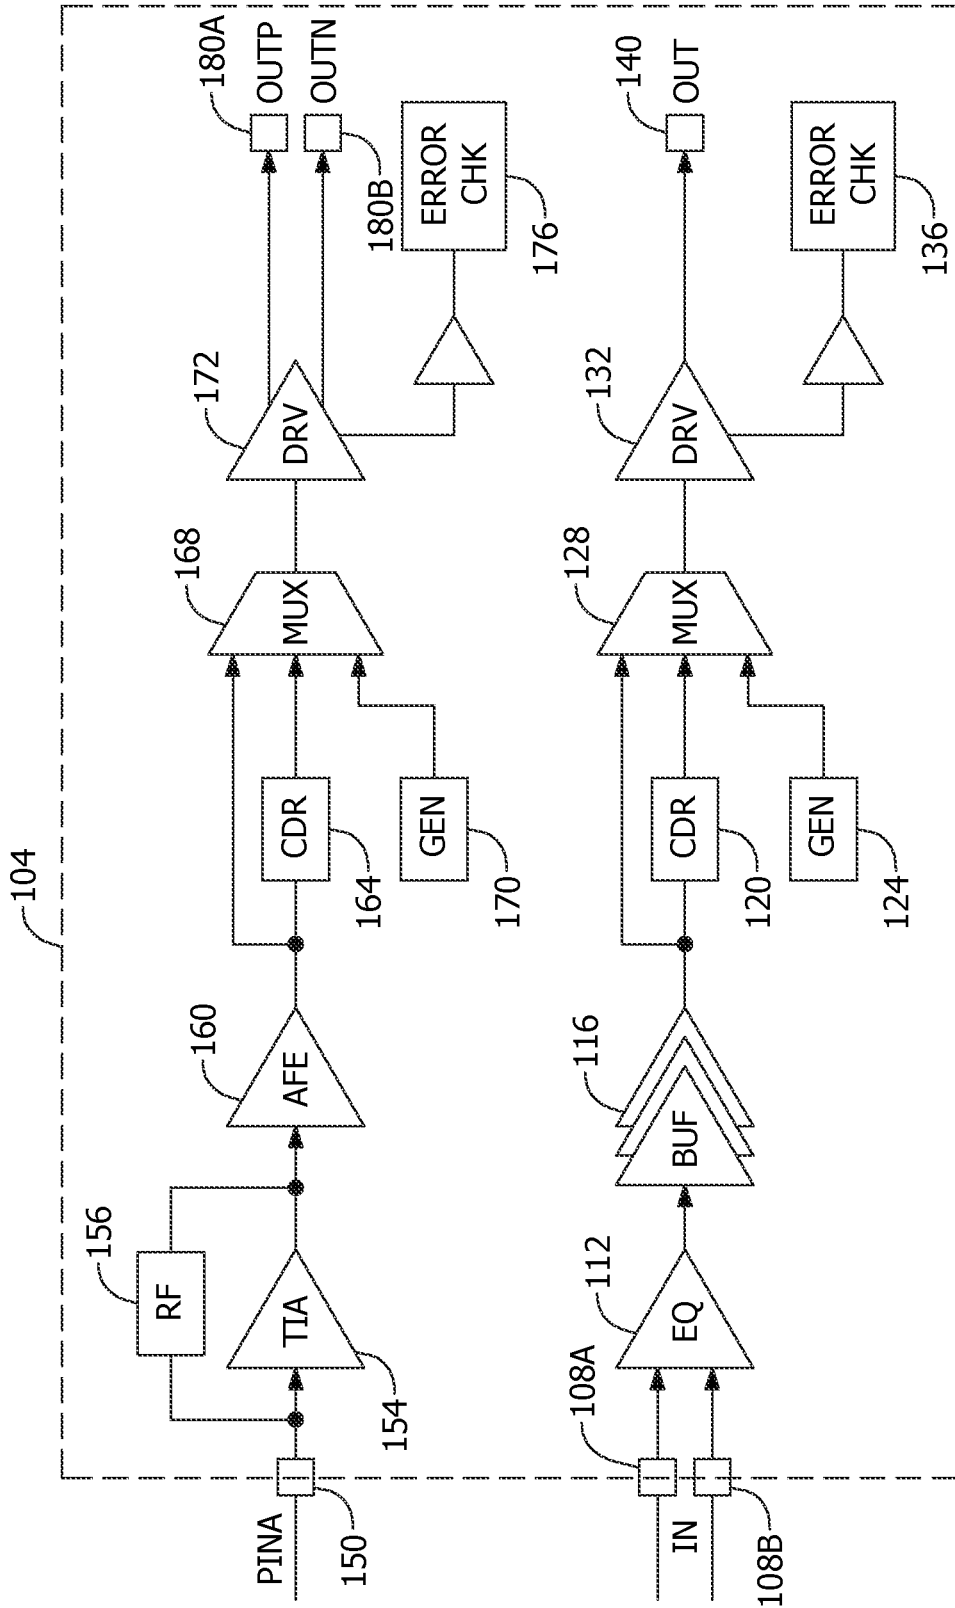 104
156
RF
PINA
150
TIA
154
160
AFE
CDR
164
GEN
170
168
MUX
172
DRV
180A
OUTP
OUTN
180B
ERROR
CHK
176
108A
IN
108B
112
EQ
116
BUF
CDR
120
GEN
124
128
MUX
132
DRV
140
OUT
ERROR
CHK
136